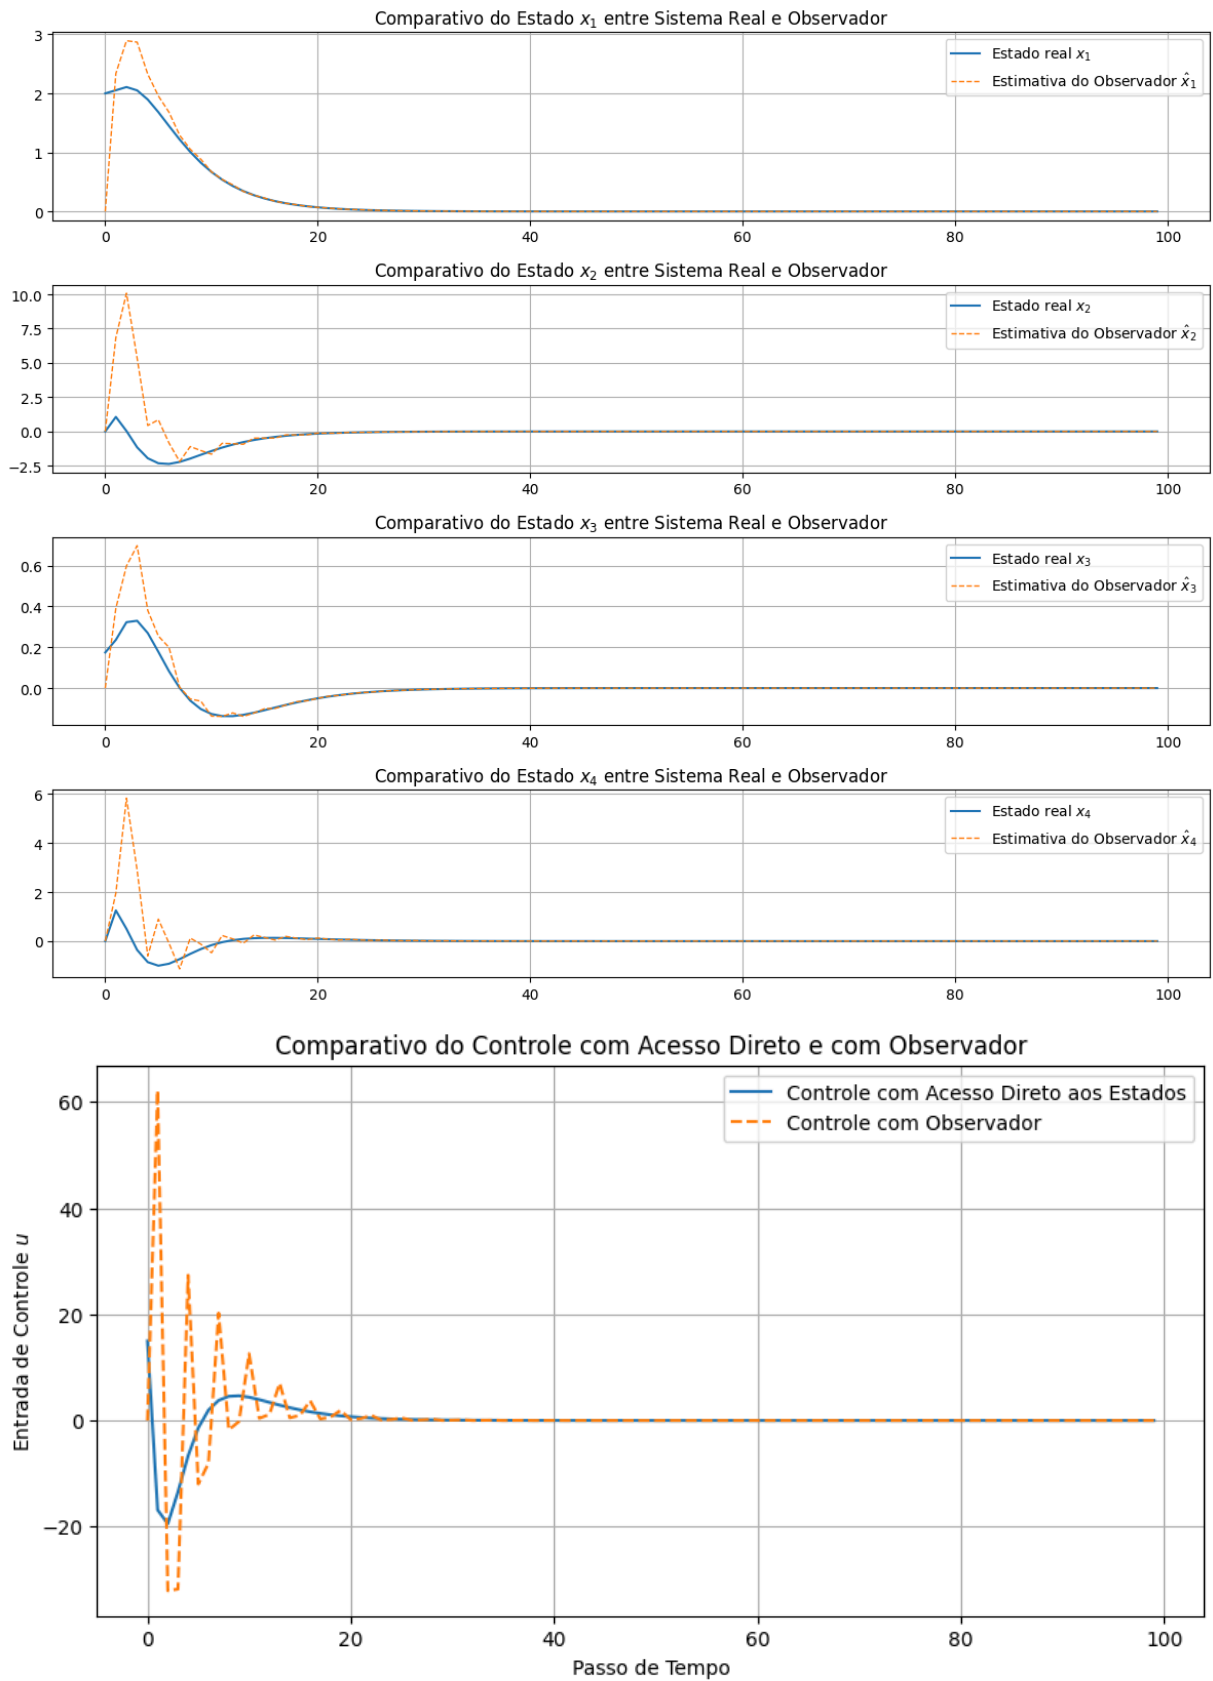 Comparativo do Estado x₁ entre Sistema Real e Observador
3
2
1
0
Estado real x₁
Estimativa do Observador x̂₁
0 20 40 60 80 100
Comparativo do Estado x₂ entre Sistema Real e Observador
10.0
7.5
5.0
2.5
0.0
−2.5
Estado real x₂
Estimativa do Observador x̂₂
0 20 40 60 80 100
Comparativo do Estado x₃ entre Sistema Real e Observador
0.6
0.4
0.2
0.0
Estado real x₃
Estimativa do Observador x̂₃
0 20 40 60 80 100
Comparativo do Estado x₄ entre Sistema Real e Observador
6
4
2
0
Estado real x₄
Estimativa do Observador x̂₄
0 20 40 60 80 100
Comparativo do Controle com Acesso Direto e com Observador
Entrada de Controle u
60
40
20
0
−20
Controle com Acesso Direto aos Estados
Controle com Observador
0 20 40 60 80 100
Passo de Tempo